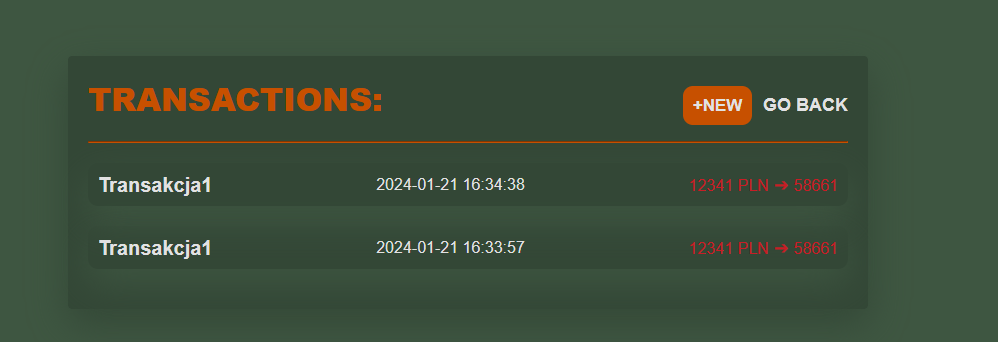 TRANSACTIONS:
+NEW GO BACK
Transakcja1 2024-01-21 16:34:38 12341 PLN ➔ 58661
Transakcja1 2024-01-21 16:33:57 12341 PLN ➔ 58661